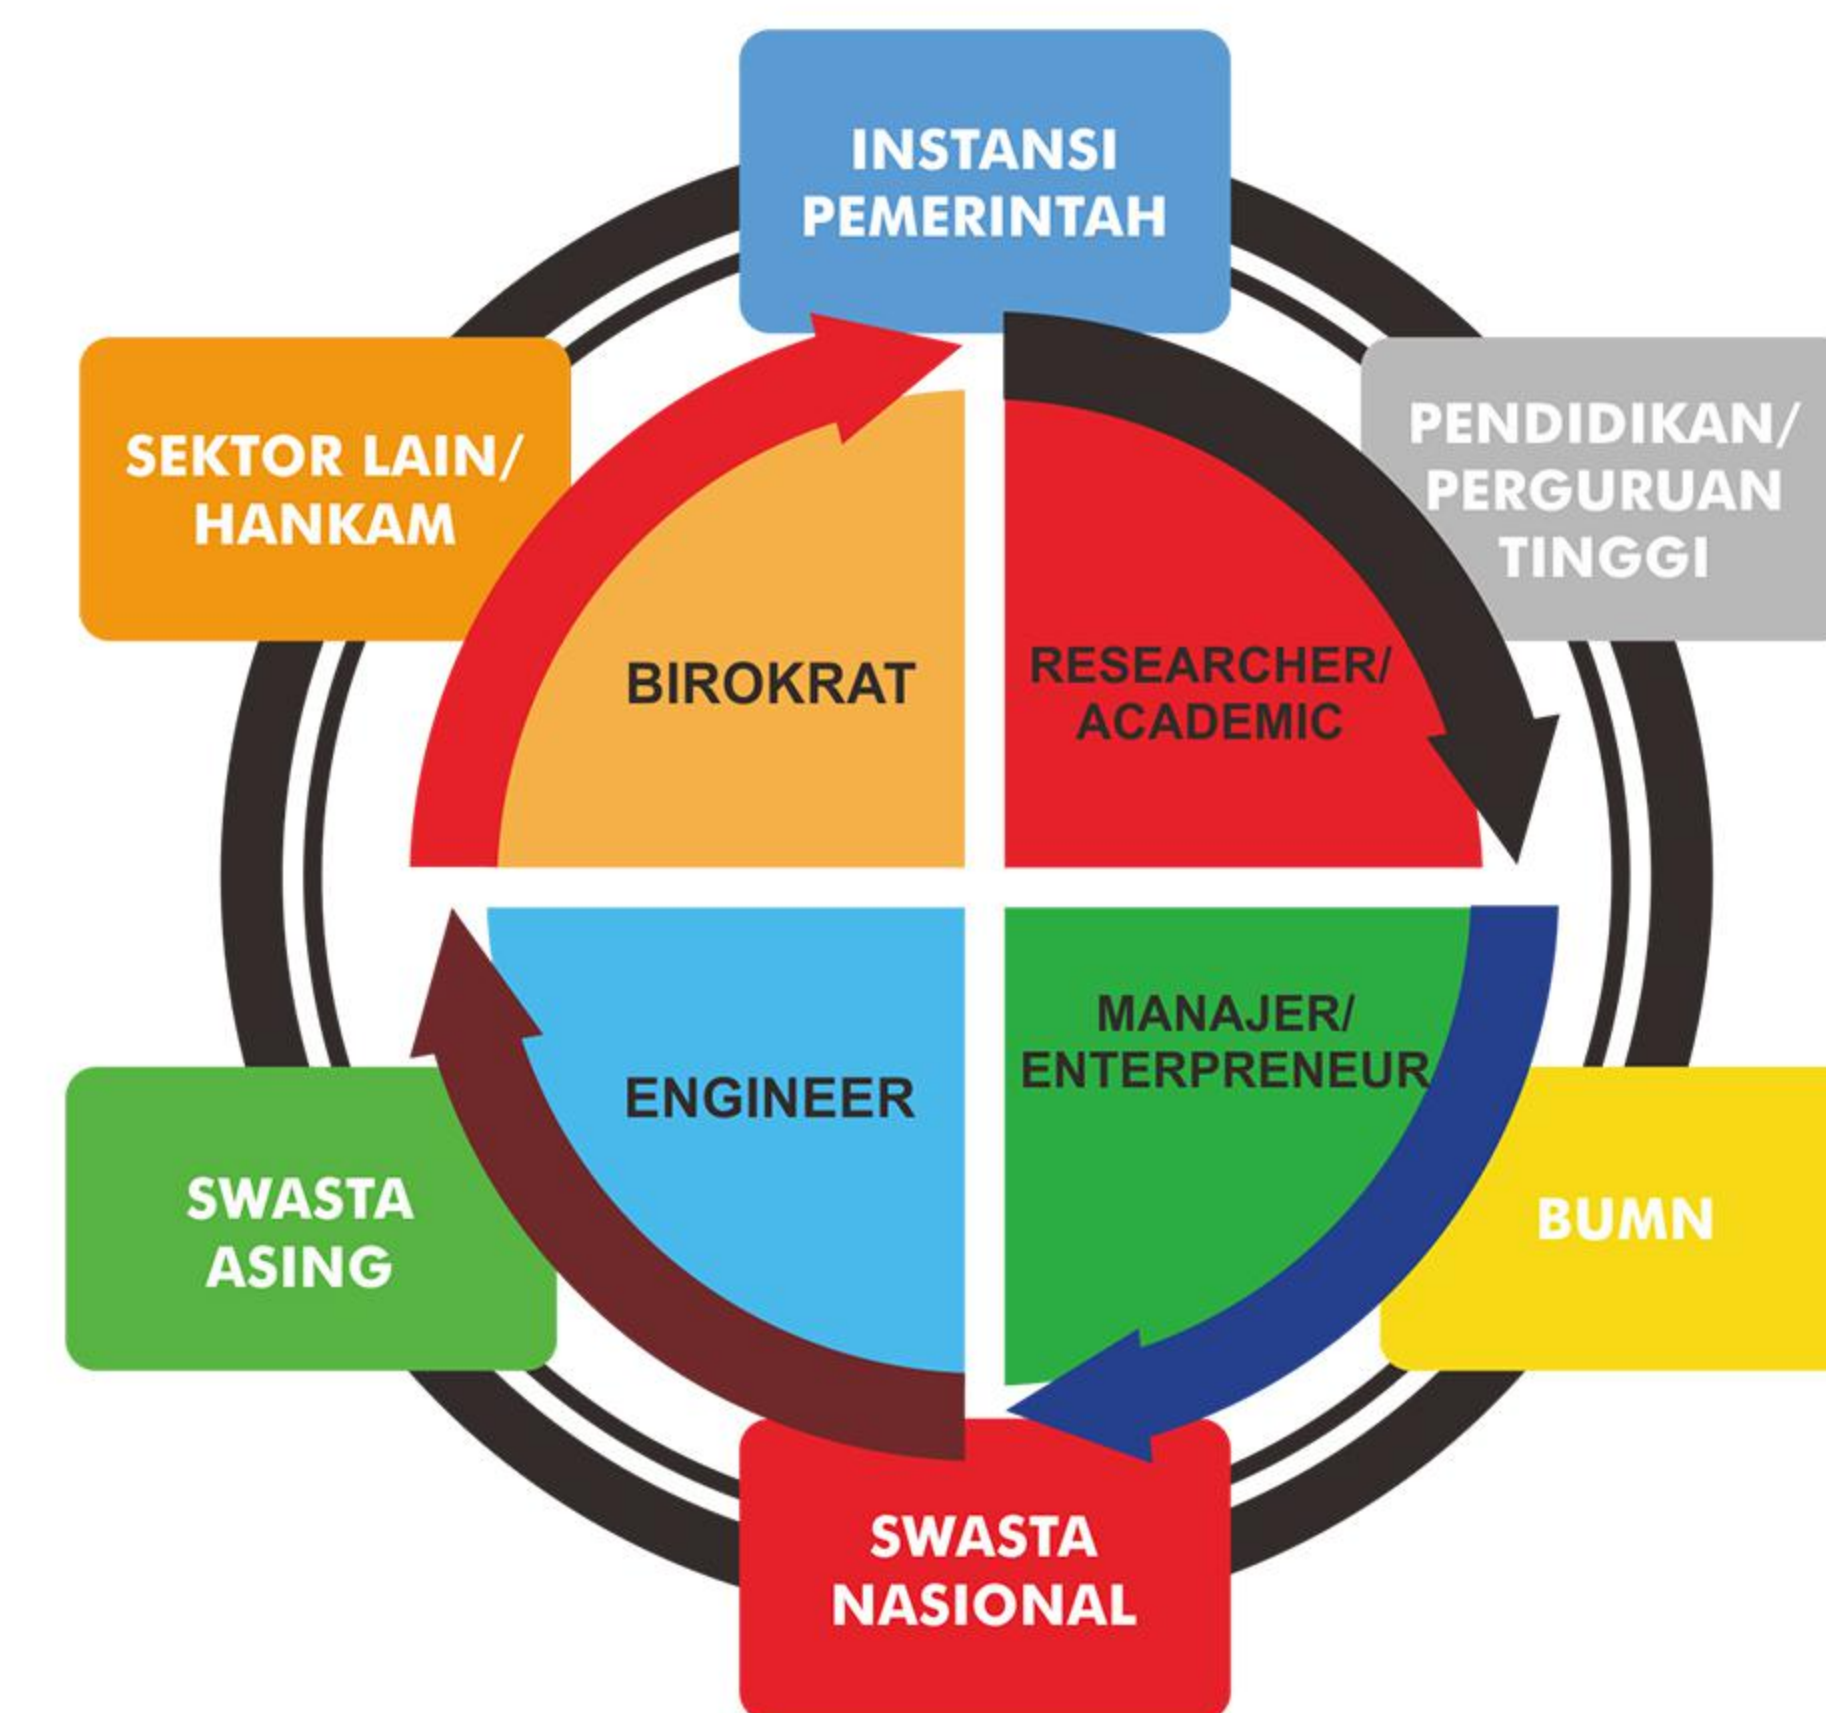 INSTANSI
PEMERINTAH
SEKTOR LAIN/
HANKAM
PENDIDIKAN/
PERGURUAN
TINGGI
BIROKRAT
RESEARCHER/
ACADEMIC
ENGINEER
MANAJER/
ENTERPRENEUR
SWASTA
ASING
BUMN
SWASTA
NASIONAL